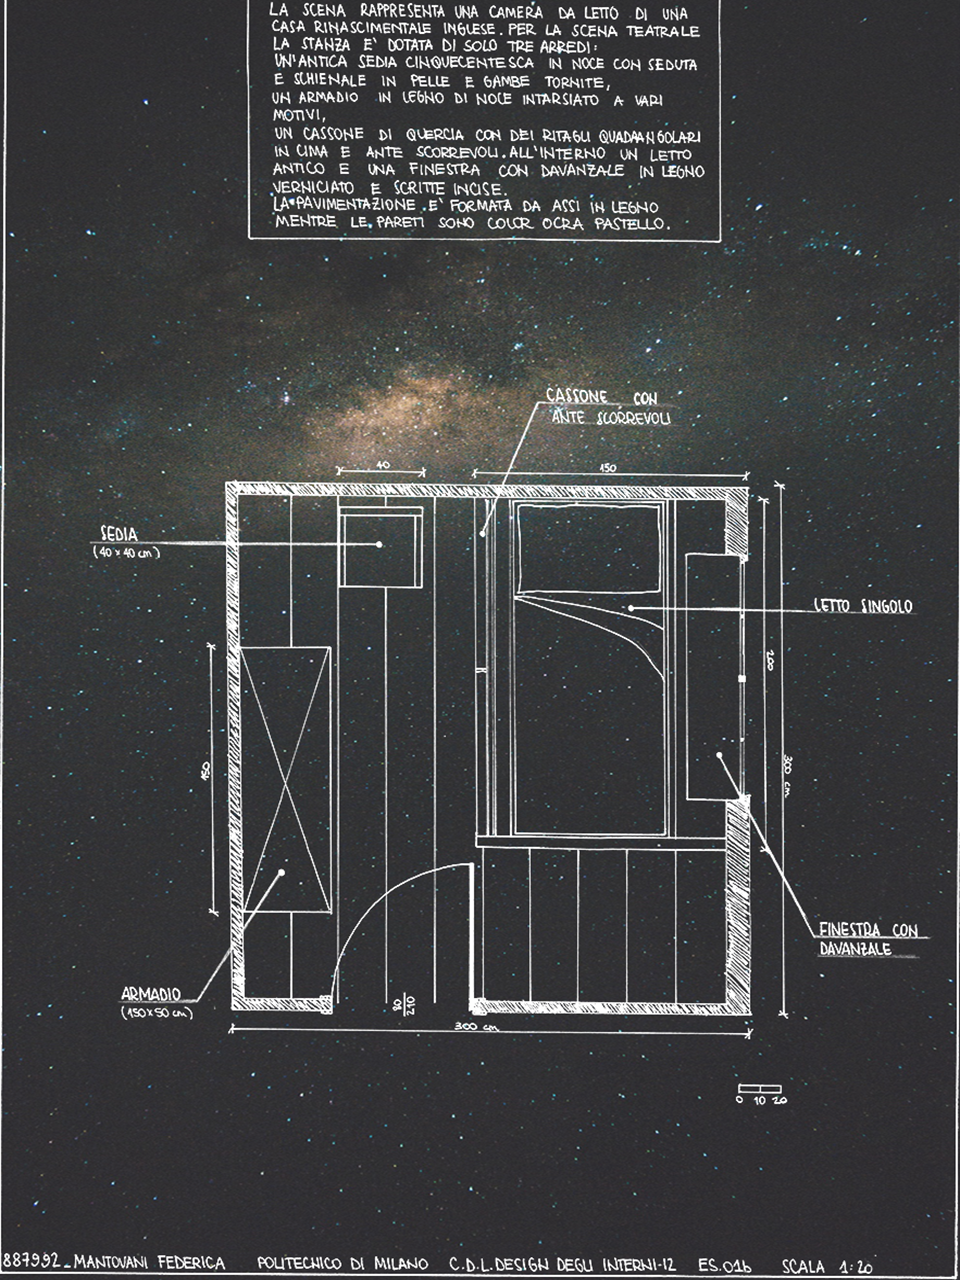 LA SCENA RAPPRESENTA UNA CAMERA DA LETTO DI UNA
CASA RINASCIMENTALE INGLESE. PER LA SCENA TEATRALE
LA STANZA E' DOTATA DI SOLO TRE ARREDI:
UN'ANTICA SEDIA CINQUECENTESCA IN NOCE CON SEDUTA
E SCHIENALE IN PELLE E GAMBE TORNITE,
UN ARMADIO IN LEGNO DI NOCE INTARSIATO A VARI
MOTIVI,
UN CASSONE DI QUERCIA CON DEI RITAGLI QUADRANGOLARI
IN CIMA E ANTE SCORREVOLI. ALL'INTERNO UN LETTO
ANTICO E UNA FINESTRA CON DAVANZALE IN LEGNO
VERNICIATO E SCRITTE INCISE.
LA PAVIMENTAZIONE E' FORMATA DA ASSI IN LEGNO
MENTRE LE PARETI SONO COLOR OCRA PASTELLO.
CASSONE CON
ANTE SCORREVOLI
40
150
SEDIA
(40 x 40 cm)
LETTO SINGOLO
200
150
300 cm
FINESTRA CON
DAVANZALE
ARMADIO
(150 x 50 cm)
80
210
300 cm
0 10 20
887992_MANTOVANI FEDERICA POLITECNICO DI MILANO C.D.L. DESIGN DEGLI INTERNI-I2 ES.01b SCALA 1:20